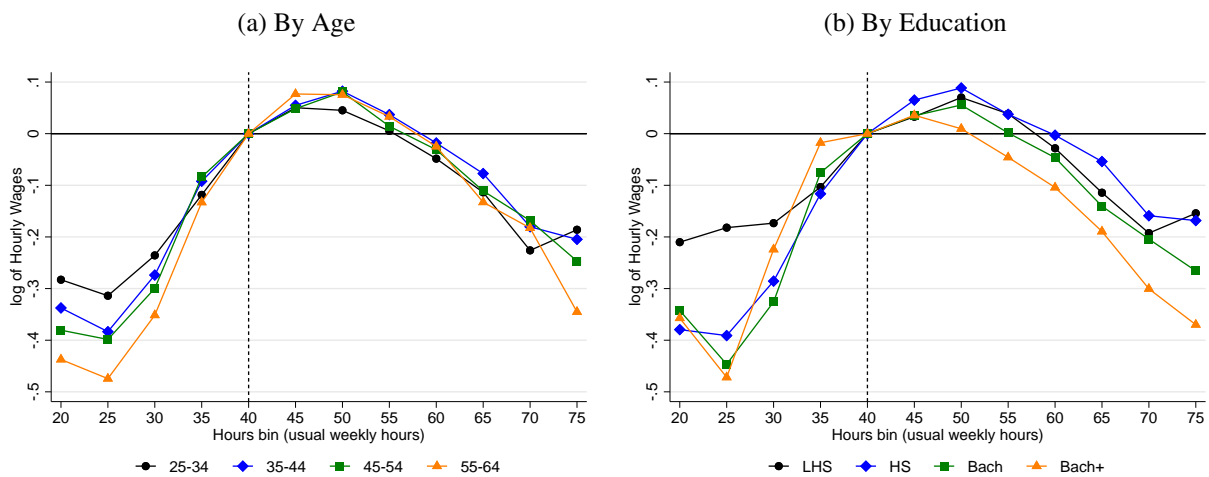 (a) By Age
log of Hourly Wages
.1
0
-.1
-.2
-.3
-.4
-.5
20 25 30 35 40 45 50 55 60 65 70 75
Hours bin (usual weekly hours)
25-34 35-44 45-54 55-64
(b) By Education
log of Hourly Wages
.1
0
-.1
-.2
-.3
-.4
-.5
20 25 30 35 40 45 50 55 60 65 70 75
Hours bin (usual weekly hours)
LHS HS Bach Bach+